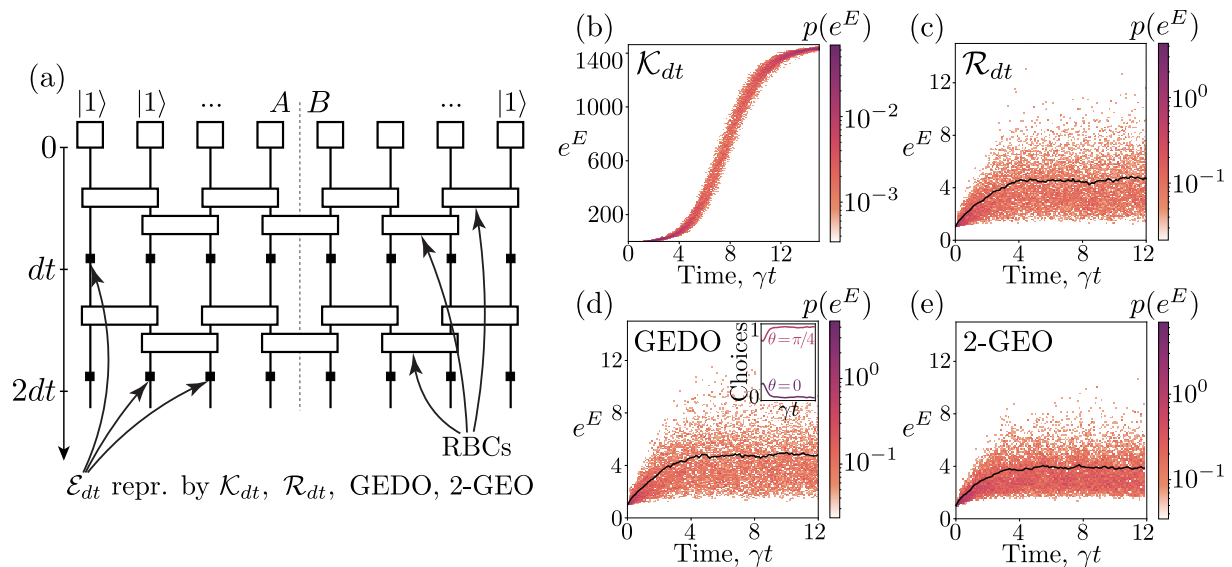 (a)
|1⟩ |1⟩ ... A B ... |1⟩
0
dt
2dt
RBCs
ℰ_dt repr. by 𝒦_dt, ℛ_dt, GEDO, 2-GEO
(b)
p(e^E)
𝒦_dt
1400
1000
e^E
600
200
0 4 8 12
Time, γt
10^-2
10^-3
(c)
p(e^E)
ℛ_dt
12
8
e^E
4
0
0 4 8 12
Time, γt
10^0
10^-1
(d)
p(e^E)
GEDO
12
8
e^E
4
0
0 4 8 12
Time, γt
Choices
1
θ=π/4
θ=0
0
γt
10^0
10^-1
(e)
p(e^E)
2-GEO
12
8
e^E
4
0
0 4 8 12
Time, γt
10^0
10^-1